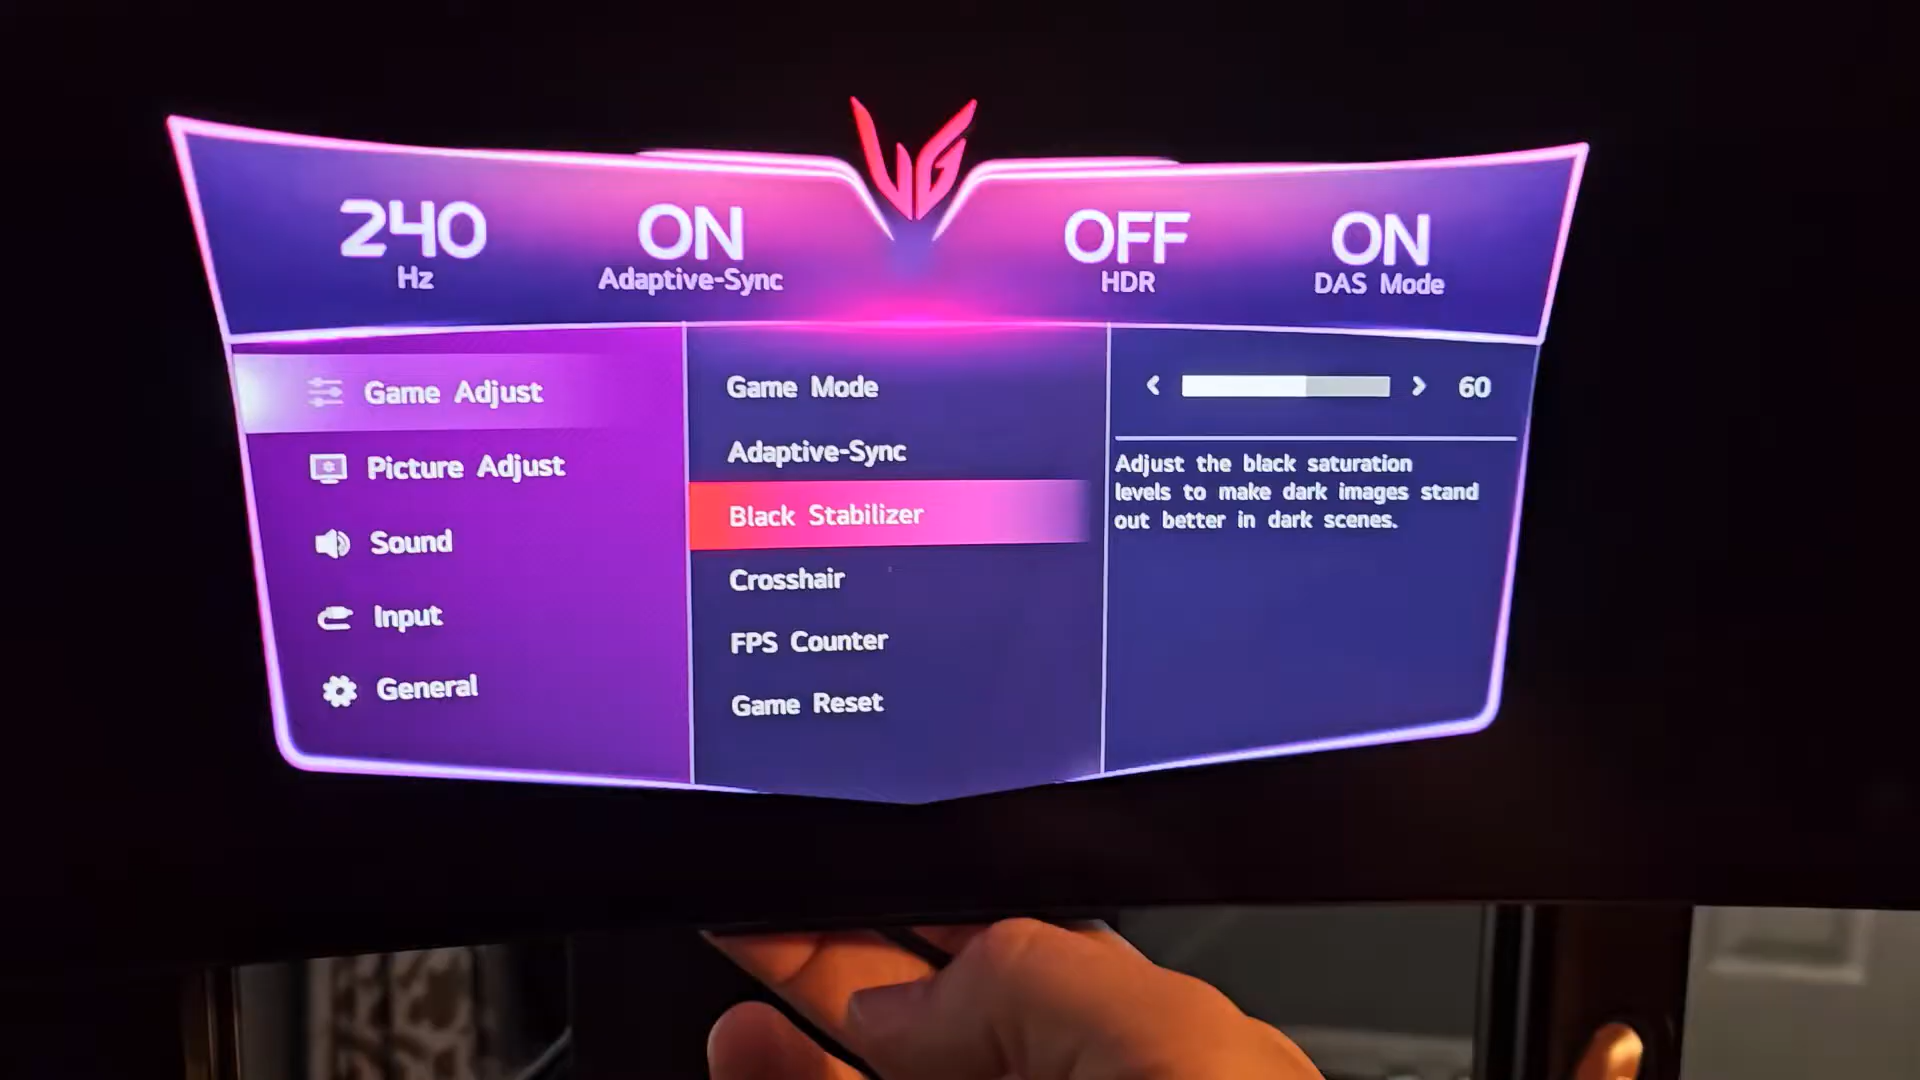 240
Hz
ON
Adaptive-Sync
OFF
HDR
ON
DAS Mode
Game Adjust
Picture Adjust
Sound
Input
General
Game Mode
Adaptive-Sync
Black Stabilizer
Crosshair
FPS Counter
Game Reset
60
Adjust the black saturation
levels to make dark images stand
out better in dark scenes.